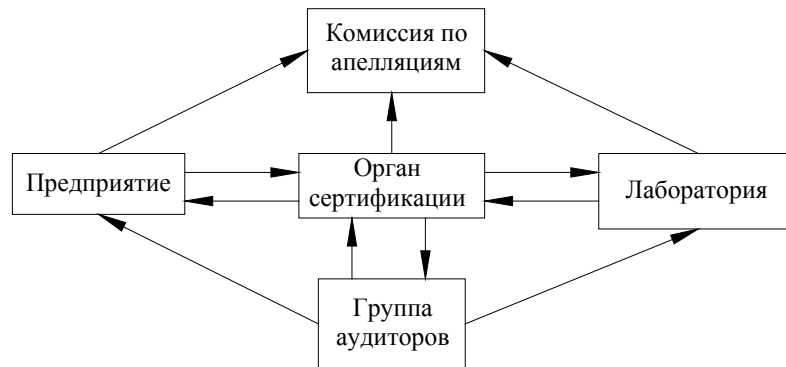 Комиссия по
апелляциям
Предприятие
Орган
сертификации
Лаборатория
Группа
аудиторов